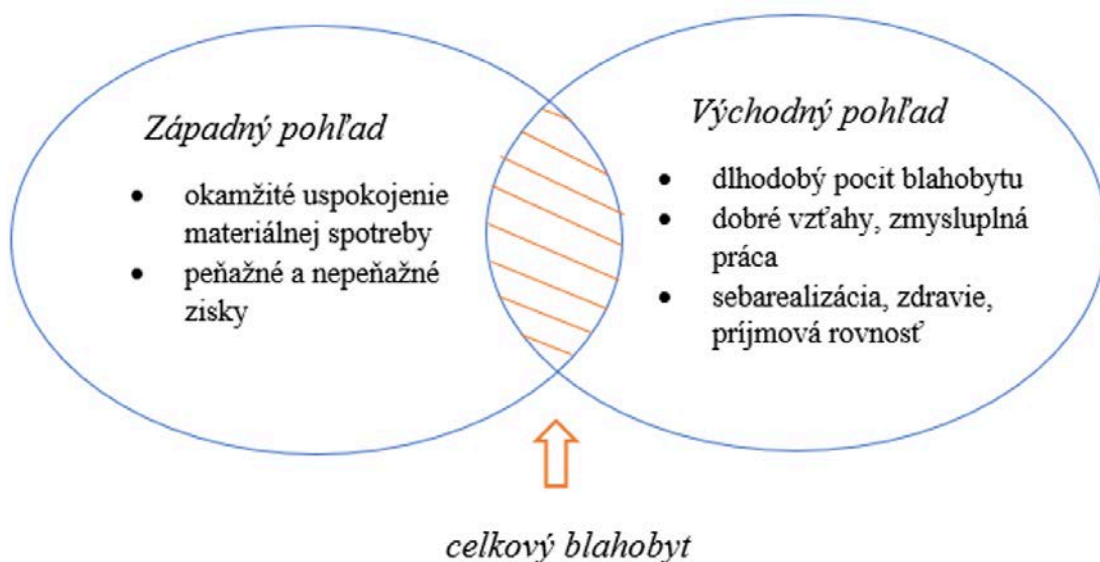 Západný pohľad
• okamžité uspokojenie
materiálnej spotreby
• peňažné a nepeňažné
zisky
Východný pohľad
• dlhodobý pocit blahobytu
• dobré vzťahy, zmysluplná
práca
• sebarealizácia, zdravie,
príjmová rovnosť
celkový blahobyt